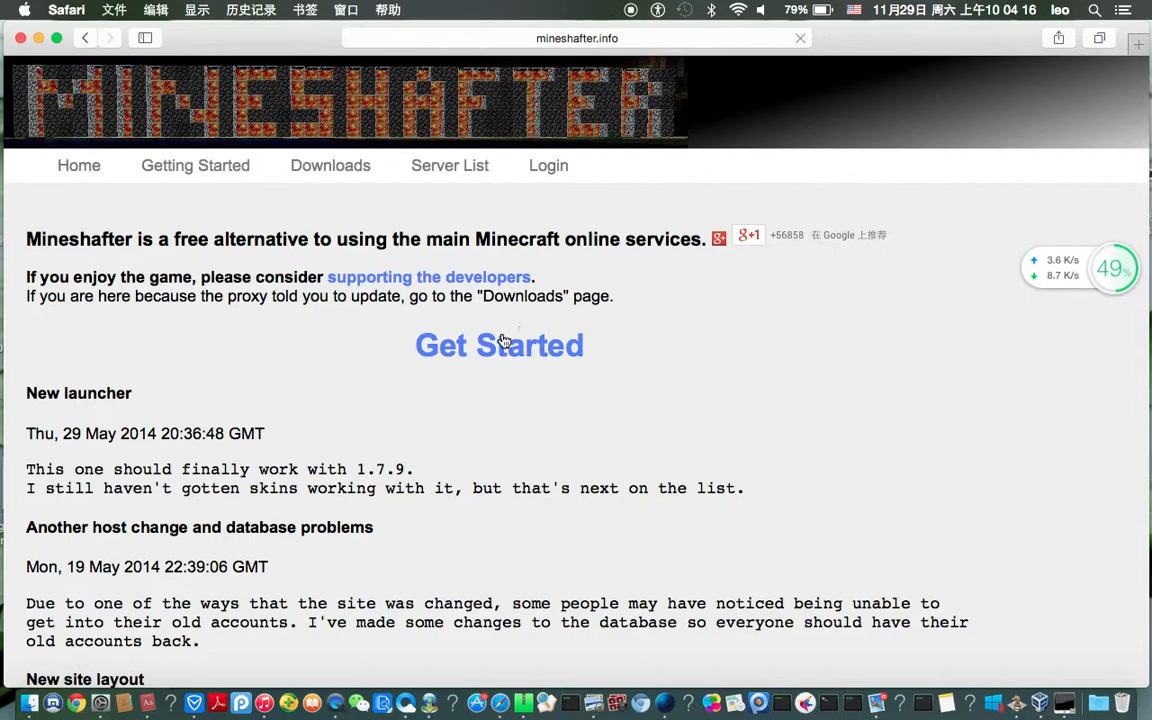 Safari 文件 编辑 显示 历史记录 书签 窗口 帮助 79% 11月29日 周六 上午10 04 16 leo
mineshafter.info
MINESHAFTER
Home Getting Started Downloads Server List Login
Mineshafter is a free alternative to using the main Minecraft online services. g+ g+1 +56858 在 Google 上推荐
If you enjoy the game, please consider supporting the developers.
3.6 K/s
8.7 K/s
49%
If you are here because the proxy told you to update, go to the "Downloads" page.
Get Started
New launcher
Thu, 29 May 2014 20:36:48 GMT
This one should finally work with 1.7.9.
I still haven't gotten skins working with it, but that's next on the list.
Another host change and database problems
Mon, 19 May 2014 22:39:06 GMT
Due to one of the ways that the site was changed, some people may have noticed being unable to
get into their old accounts. I've made some changes to the database so everyone should have their
old accounts back.
New site layout